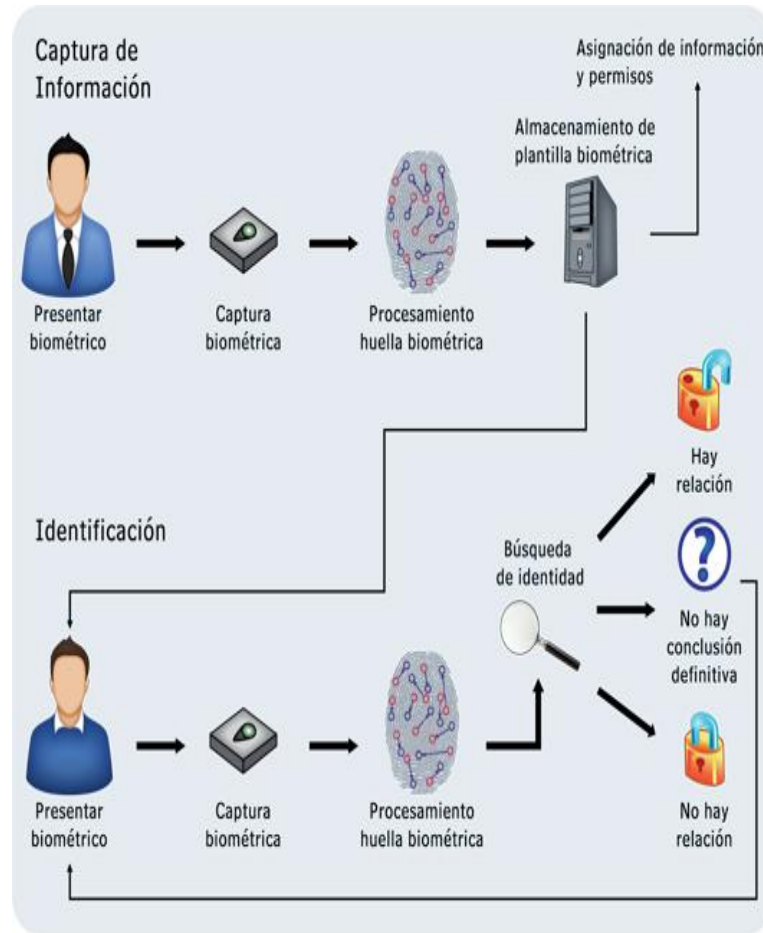 Captura de
Información
Asignación de información
y permisos
Almacenamiento de
plantilla biométrica
Presentar
biométrico
Captura
biométrica
Procesamiento
huella biométrica
Hay
relación
Identificación
Búsqueda
de identidad
?
No hay
conclusión
definitiva
Presentar
biométrico
Captura
biométrica
Procesamiento
huella biométrica
No hay
relación